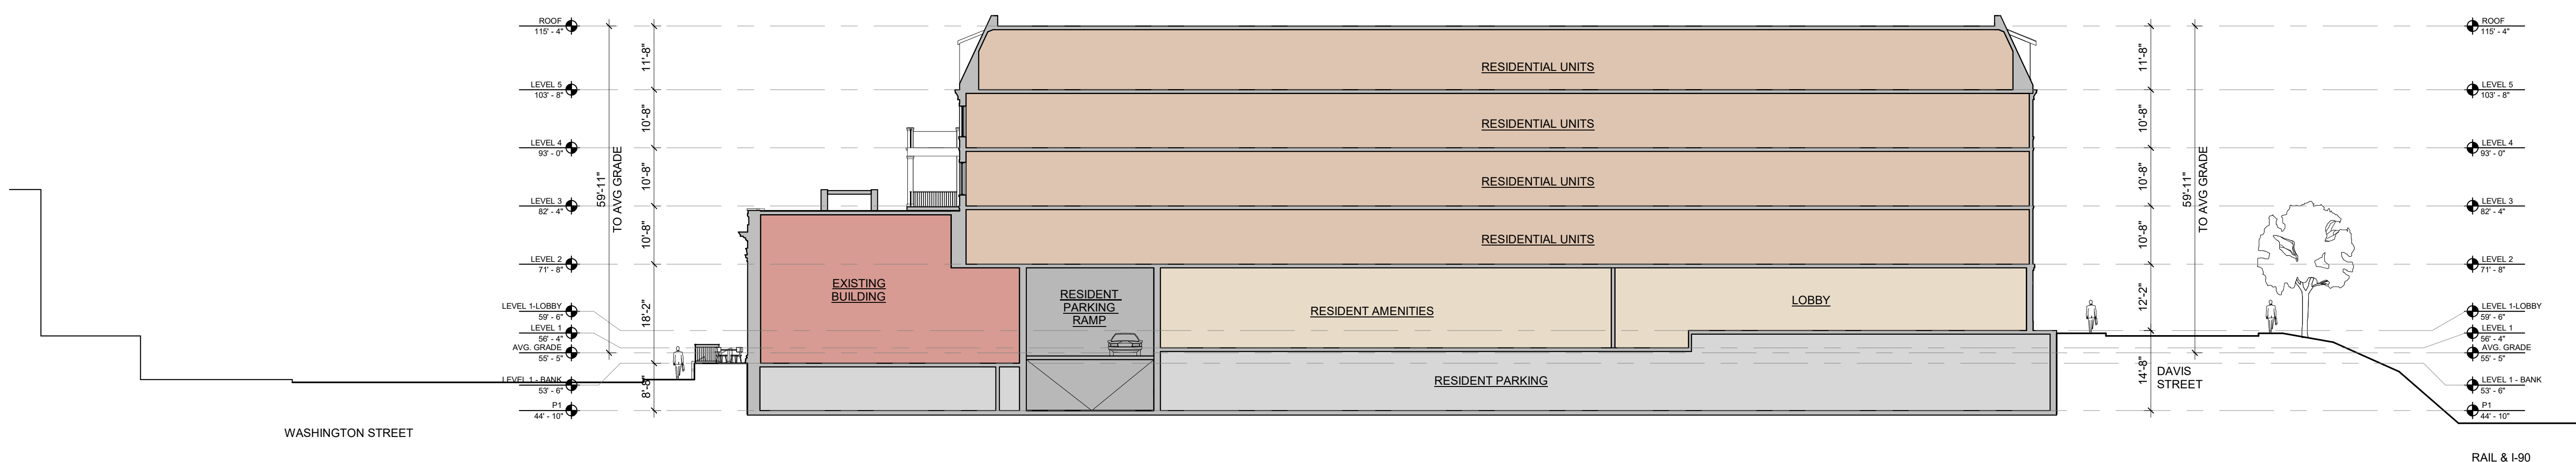 ROOF
115' - 4"
LEVEL 5
103' - 8"
LEVEL 4
93' - 0"
LEVEL 3
82' - 4"
LEVEL 2
71' - 8"
LEVEL 1-LOBBY
59' - 6"
LEVEL 1
56' - 4"
AVG. GRADE
55' - 5"
LEVEL 1 - BANK
53' - 6"
P1
44' - 10"
59'-11"
TO AVG GRADE
11'-8"
10'-8"
10'-8"
10'-8"
18'-2"
8'-8"
WASHINGTON STREET
RESIDENTIAL UNITS
RESIDENTIAL UNITS
RESIDENTIAL UNITS
RESIDENTIAL UNITS
EXISTING
BUILDING
RESIDENT
PARKING
RAMP
RESIDENT AMENITIES
LOBBY
RESIDENT PARKING
11'-8"
10'-8"
10'-8"
10'-8"
12'-2"
14'-8"
59'-11"
TO AVG GRADE
DAVIS
STREET
ROOF
115' - 4"
LEVEL 5
103' - 8"
LEVEL 4
93' - 0"
LEVEL 3
82' - 4"
LEVEL 2
71' - 8"
LEVEL 1-LOBBY
59' - 6"
LEVEL 1
56' - 4"
AVG. GRADE
55' - 5"
LEVEL 1 - BANK
53' - 6"
P1
44' - 10"
RAIL & I-90